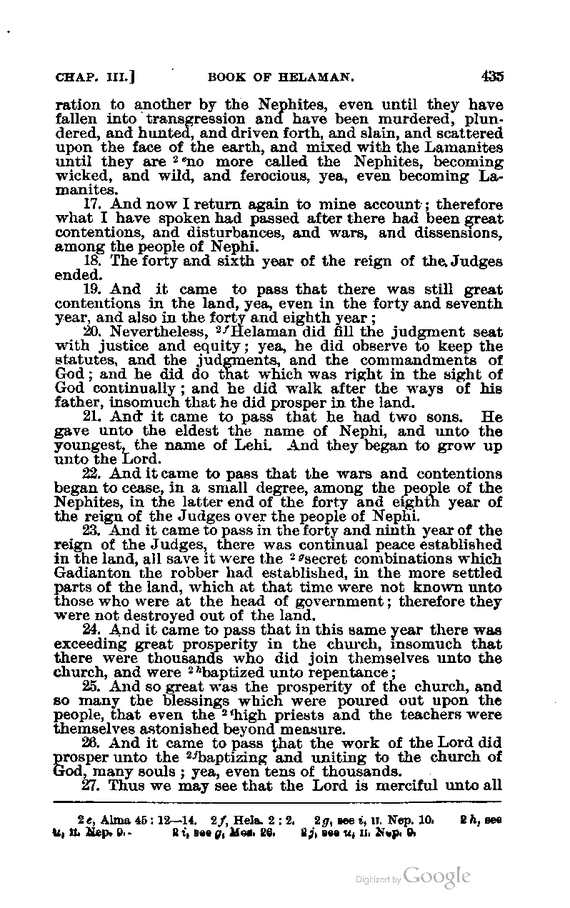 CHAP. III.] BOOK OF HELAMAN. 435
ration to another by the Nephites, even until they have
fallen into transgression and have been murdered, plun-
dered, and hunted, and driven forth, and slain, and scattered
upon the face of the earth, and mixed with the Lamanites
until they are ²ᵉno more called the Nephites, becoming
wicked, and wild, and ferocious, yea, even becoming La-
manites.
17. And now I return again to mine account; therefore
what I have spoken had passed after there had been great
contentions, and disturbances, and wars, and dissensions,
among the people of Nephi.
18. The forty and sixth year of the reign of the Judges
ended.
19. And it came to pass that there was still great
contentions in the land, yea, even in the forty and seventh
year, and also in the forty and eighth year;
20. Nevertheless, ²ᶠHelaman did fill the judgment seat
with justice and equity; yea, he did observe to keep the
statutes, and the judgments, and the commandments of
God; and he did do that which was right in the sight of
God continually; and he did walk after the ways of his
father, insomuch that he did prosper in the land.
21. And it came to pass that he had two sons. He
gave unto the eldest the name of Nephi, and unto the
youngest, the name of Lehi. And they began to grow up
unto the Lord.
22. And it came to pass that the wars and contentions
began to cease, in a small degree, among the people of the
Nephites, in the latter end of the forty and eighth year of
the reign of the Judges over the people of Nephi.
23. And it came to pass in the forty and ninth year of the
reign of the Judges, there was continual peace established
in the land, all save it were the ²ᵍsecret combinations which
Gadianton the robber had established, in the more settled
parts of the land, which at that time were not known unto
those who were at the head of government; therefore they
were not destroyed out of the land.
24. And it came to pass that in this same year there was
exceeding great prosperity in the church, insomuch that
there were thousands who did join themselves unto the
church, and were ²ʰbaptized unto repentance;
25. And so great was the prosperity of the church, and
so many the blessings which were poured out upon the
people, that even the ²ⁱhigh priests and the teachers were
themselves astonished beyond measure.
26. And it came to pass that the work of the Lord did
prosper unto the ²ʲbaptizing and uniting to the church of
God, many souls; yea, even tens of thousands.
27. Thus we may see that the Lord is merciful unto all
2e, Alma 45: 12—14. 2f, Hela. 2: 2. 2g, see i, II. Nep. 10. 2h, see
u, II. Nep. 9. 2i, see g, Mos. 26. 2j, see u, II. Nep. 9.
Digitized by Google